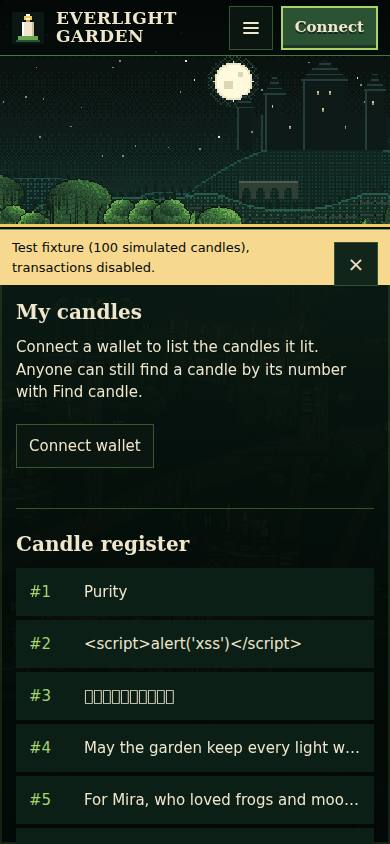 EVERLIGHT
GARDEN
Connect
Test fixture (100 simulated candles),
transactions disabled.
My candles
Connect a wallet to list the candles it lit.
Anyone can still find a candle by its number
with Find candle.
Connect wallet
Candle register
#1 Purity
#2 <script>alert('xss')</script>
#3
#4 May the garden keep every light w...
#5 For Mira, who loved frogs and moo...